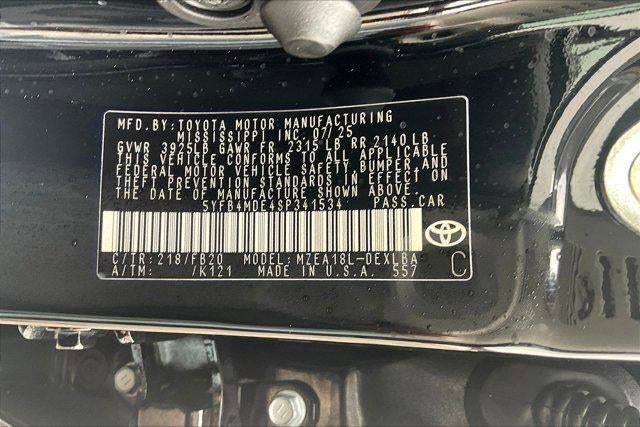 MFD.BY:TOYOTA MOTOR MANUFACTURING
MISSISSIPPI INC. 07/25
GVWR 3925LB GAWR FR 2315 LB RR 2140 LB
THIS VEHICLE CONFORMS TO ALL APPLICABLE
FEDERAL MOTOR VEHICLE SAFETY,BUMPER,AND
THEFT PREVENTION STANDARDS IN EFFECT ON
THE DATE OF MANUFACTURE SHOWN ABOVE.
5YFB4MDE4SP341534 PASS.CAR
C/TR:218/FB20 MODEL:MZEA18L-DEXLBA
A/TM: /K121 MADE IN U.S.A. 557 C